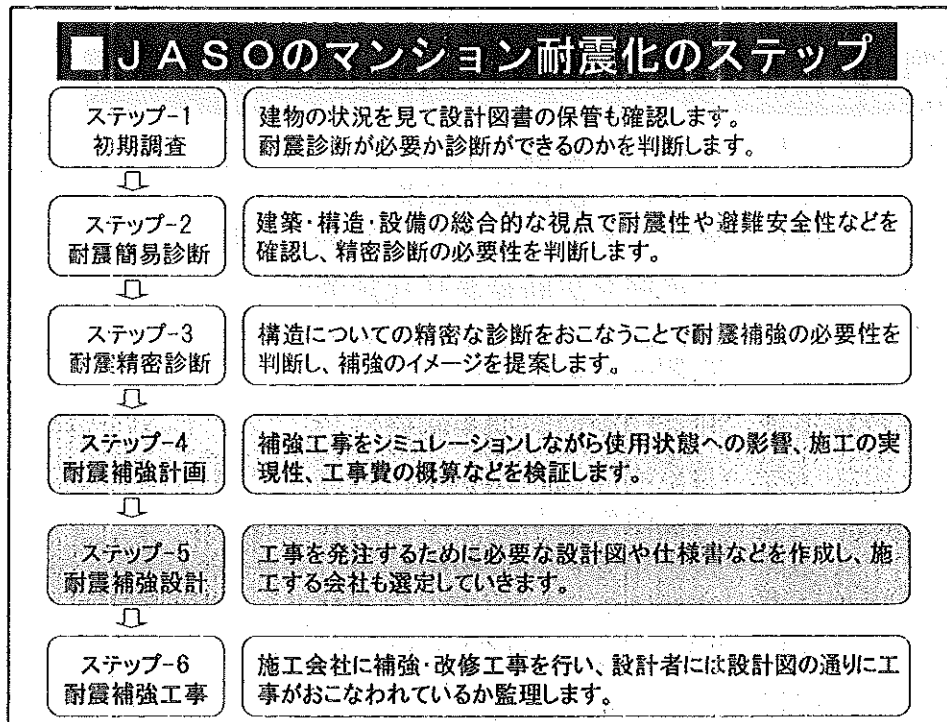 ■JASOのマンション耐震化のステップ
ステップ-1
初期調査
建物の状況を見て設計図書の保管も確認します。
耐震診断が必要か診断ができるのかを判断します。
ステップ-2
耐震簡易診断
建築・構造・設備の総合的な視点で耐震性や避難安全性などを
確認し、精密診断の必要性を判断します。
ステップ-3
耐震精密診断
構造についての精密な診断をおこなうことで耐震補強の必要性を
判断し、補強のイメージを提案します。
ステップ-4
耐震補強計画
補強工事をシミュレーションしながら使用状態への影響、施工の実
現性、工事費の概算などを検証します。
ステップ-5
耐震補強設計
工事を発注するために必要な設計図や仕様書などを作成し、施
工する会社も選定していきます。
ステップ-6
耐震補強工事
施工会社に補強・改修工事を行い、設計者には設計図の通りに工
事がおこなわれているか監理します。